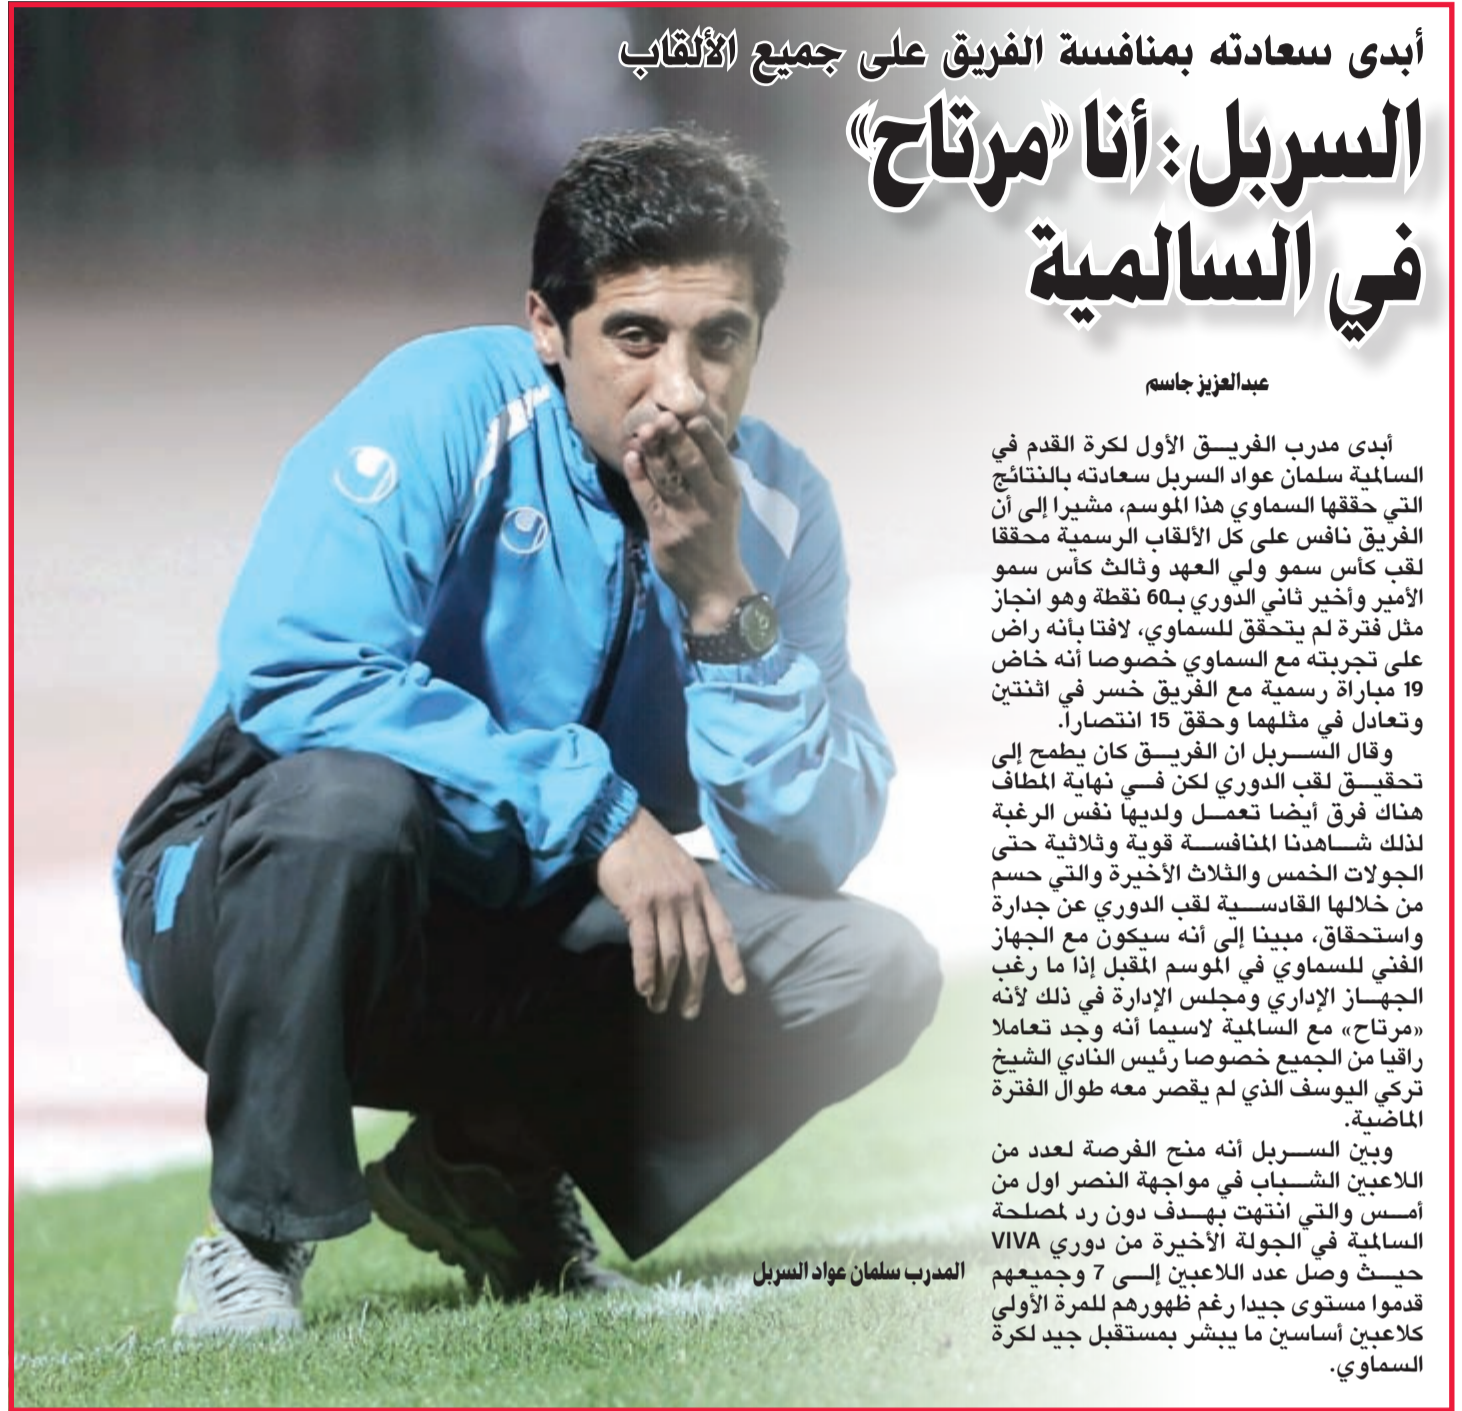 أبدى سعادته بمنافسة الفريق على جميع الألقاب
السربل: أنا «مرتاح»
في السالمية
عبدالعزيز جاسم
أبدى مدرب الفريق الأول لكرة القدم في
السالمية سلمان عواد السربل سعادته بالنتائج
التي حققها السماوي هذا الموسم، مشيرا إلى أن
الفريق نافس على كل الألقاب الرسمية محققا
لقب كأس سمو ولي العهد وثالث كأس سمو
الأمير وأخير ثاني الدوري بـ60 نقطة وهو انجاز
مثل فترة لم يتحقق للسماوي، لافتا بأنه راض
على تجربته مع السماوي خصوصا أنه خاض
19 مباراة رسمية مع الفريق خسر في اثنتين
وتعادل في مثلهما وحقق 15 انتصارا.
وقال السربل ان الفريق كان يطمح إلى
تحقيق لقب الدوري لكن في نهاية المطاف
هناك فرق أيضا تعمل ولديها نفس الرغبة
لذلك شاهدنا المنافسة قوية وثلاثية حتى
الجولات الخمس والثلاث الأخيرة والتي حسم
من خلالها القادسية لقب الدوري عن جدارة
واستحقاق، مبينا إلى أنه سيكون مع الجهاز
الفني للسماوي في الموسم المقبل إذا ما رغب
الجهاز الإداري ومجلس الإدارة في ذلك لأنه
«مرتاح» مع السالمية لاسيما أنه وجد تعاملا
راقيا من الجميع خصوصا رئيس النادي الشيخ
تركي اليوسف الذي لم يقصر معه طوال الفترة
الماضية.
وبين السربل أنه منح الفرصة لعدد من
اللاعبين الشباب في مواجهة النصر اول من
أمس والتي انتهت بهدف دون رد لمصلحة
السالمية في الجولة الأخيرة من دوري VIVA
حيث وصل عدد اللاعبين إلى 7 وجميعهم
قدموا مستوى جيدا رغم ظهورهم للمرة الأولى
كلاعبين أساسين ما يبشر بمستقبل جيد لكرة
السماوي.
المدرب سلمان عواد السربل